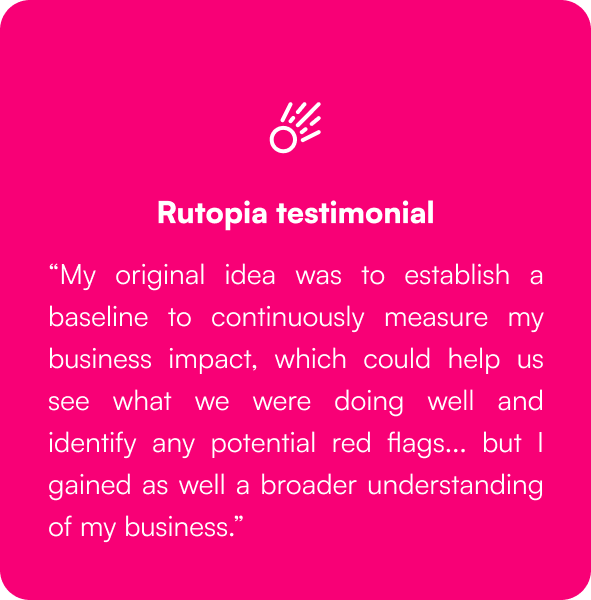 Rutopia testimonial
“My original idea was to establish a
baseline to continuously measure my
business impact, which could help us
see what we were doing well and
identify any potential red flags... but I
gained as well a broader understanding
of my business.”